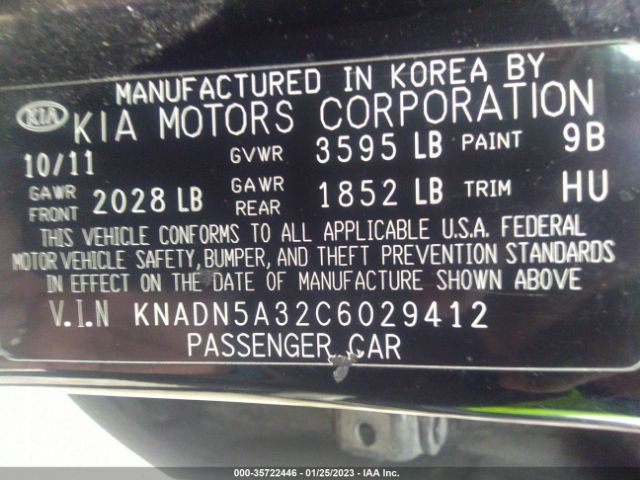 MANUFACTURED IN KOREA BY
KIA KIA MOTORS CORPORATION
10/11 GVWR 3595 LB PAINT 9B
GAWR FRONT 2028 LB GAWR REAR 1852 LB TRIM HU
THIS VEHICLE CONFORMS TO ALL APPLICABLE U.S.A. FEDERAL
MOTOR VEHICLE SAFETY, BUMPER, AND THEFT PREVENTION STANDARDS
IN EFFECT ON THE DATE OF MANUFACTURE SHOWN ABOVE
V.I.N KNADN5A32C6029412
PASSENGER CAR
000-35722446 - 01/25/2023 - IAA Inc.